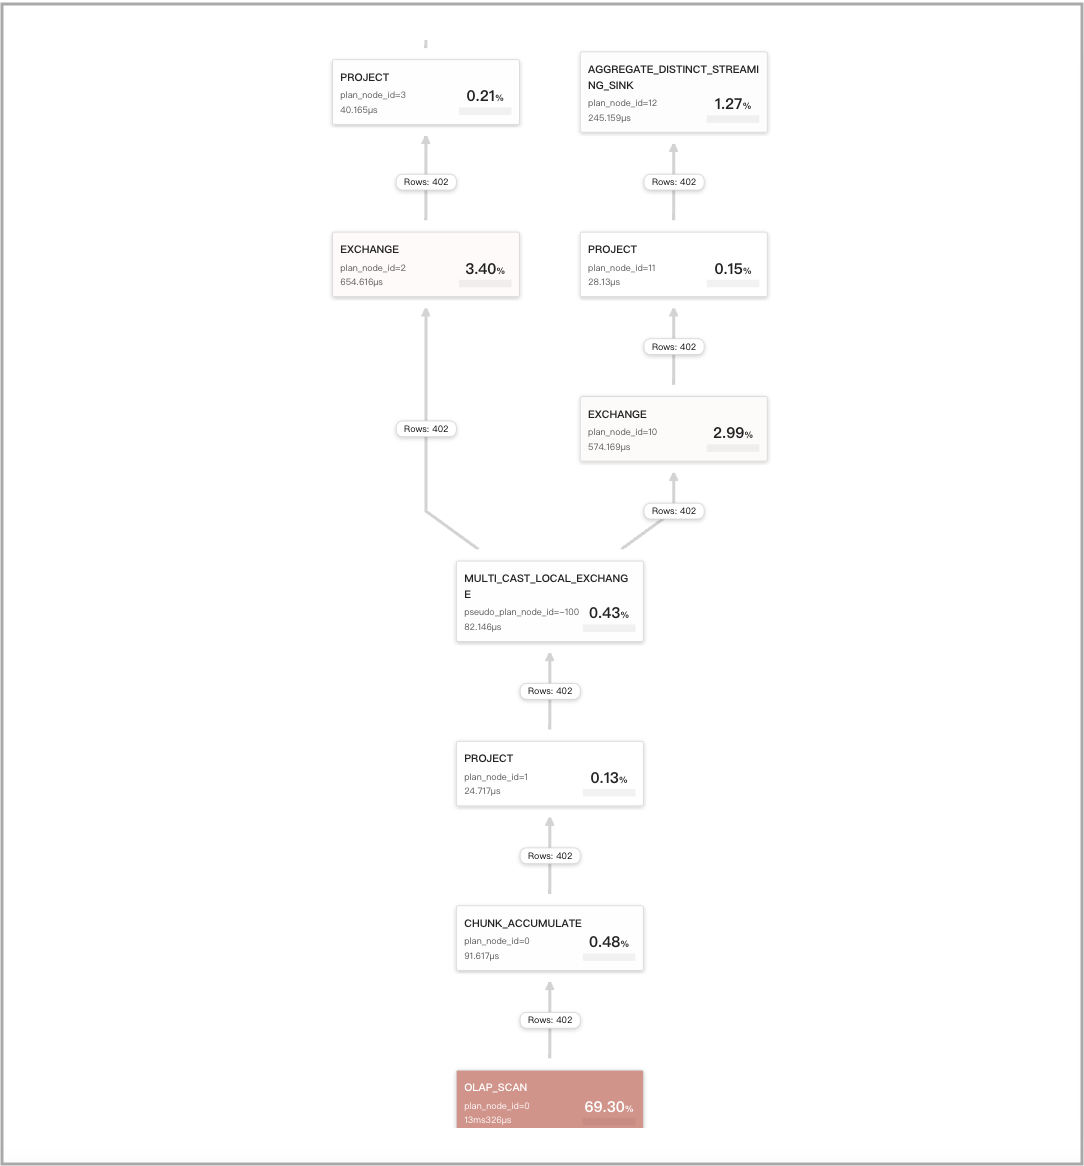 PROJECT
plan_node_id=3
0.21%
40.165μs
AGGREGATE_DISTINCT_STREAMI
NG_SINK
plan_node_id=12
1.27%
245.159μs
Rows: 402
Rows: 402
EXCHANGE
plan_node_id=2
3.40%
654.616μs
PROJECT
plan_node_id=11
0.15%
28.13μs
Rows: 402
EXCHANGE
plan_node_id=10
2.99%
574.169μs
Rows: 402
Rows: 402
MULTI_CAST_LOCAL_EXCHANG
E
pseudo_plan_node_id=-100
0.43%
82.146μs
Rows: 402
PROJECT
plan_node_id=1
0.13%
24.717μs
Rows: 402
CHUNK_ACCUMULATE
plan_node_id=0
0.48%
91.617μs
Rows: 402
OLAP_SCAN
plan_node_id=0
69.30%
13ms326μs